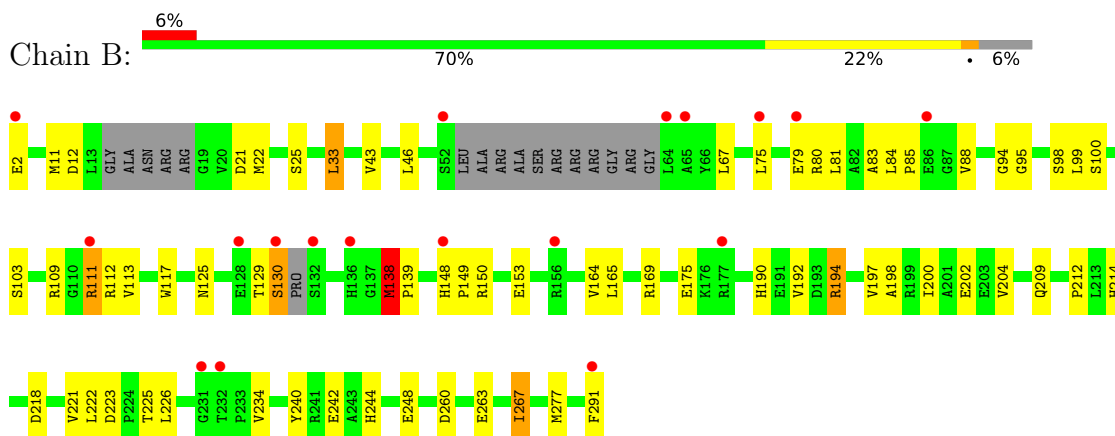 6%
Chain B:
70% 22% • 6%
E2 M11 D12 L13 GLY ALA ASN ARG ARG G19 V20 D21 M22 S25 L33 V43 L46 S52 LEU ALA ARG ALA SER ARG ARG ARG GLY ARG GLY L64 A65 Y66 L67 L75 E79 R80 L81 A82 A83 L84 P85 E86 G87 V88 G94 G95 S98 L99 S100
S103 R109 G110 R111 R112 V113 W117 N125 E128 T129 S130 PRO S132 H136 G137 M138 P139 H148 P149 R150 E153 R156 V164 L165 R169 E175 K176 R177 H190 E191 V192 D193 R194 V197 A198 R199 I200 A201 E202 E203 V204 Q209 P212 L213 H214
D218 V221 L222 D223 P224 T225 L226 G231 T232 P233 V234 Y240 R241 E242 A243 H244 E248 D260 E263 I267 M277 F291